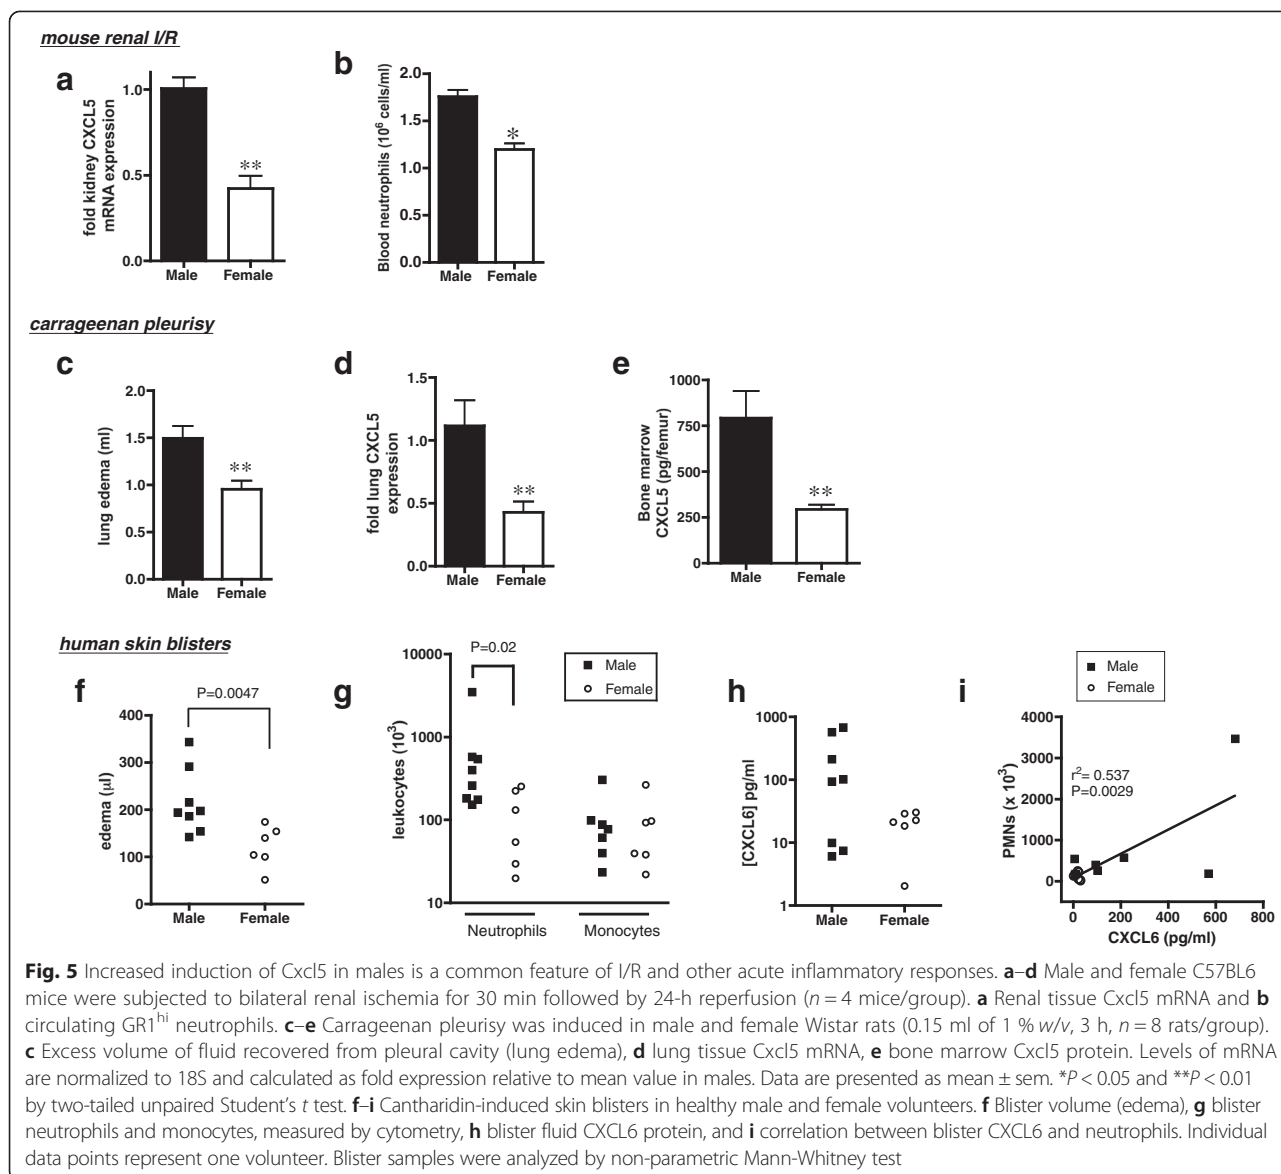 mouse renal I/R
a
fold kidney CXCL5
mRNA expression
1.0
0.5
0.0
**
Male Female
b
Blood neutrophils (10⁶ cells/ml)
2.0
1.5
1.0
0.5
0.0
*
Male Female
carrageenan pleurisy
c
lung edema (ml)
2.0
1.5
1.0
0.5
0.0
**
Male Female
d
fold lung CXCL5
expression
1.5
1.0
0.5
0.0
**
Male Female
e
Bone marrow
CXCL5 (pg/femur)
1000
750
500
250
0
**
Male Female
human skin blisters
f
P=0.0047
edema (µl)
400
300
200
100
0
Male Female
g
P=0.02
Male
Female
leukocytes (10³)
10000
1000
100
10
Neutrophils Monocytes
h
[CXCL6] pg/ml
1000
100
10
1
Male Female
i
Male
Female
PMNs (x 10³)
4000
3000
1000
0
r²= 0.537
P=0.0029
0 200 400 600 800
CXCL6 (pg/ml)
Fig. 5 Increased induction of Cxcl5 in males is a common feature of I/R and other acute inflammatory responses. a–d Male and female C57BL6
mice were subjected to bilateral renal ischemia for 30 min followed by 24-h reperfusion (n = 4 mice/group). a Renal tissue Cxcl5 mRNA and b
circulating GR1ʰⁱ neutrophils. c–e Carrageenan pleurisy was induced in male and female Wistar rats (0.15 ml of 1 % w/v, 3 h, n = 8 rats/group).
c Excess volume of fluid recovered from pleural cavity (lung edema), d lung tissue Cxcl5 mRNA, e bone marrow Cxcl5 protein. Levels of mRNA
are normalized to 18S and calculated as fold expression relative to mean value in males. Data are presented as mean ± sem. *P < 0.05 and **P < 0.01
by two-tailed unpaired Student's t test. f–i Cantharidin-induced skin blisters in healthy male and female volunteers. f Blister volume (edema), g blister
neutrophils and monocytes, measured by cytometry, h blister fluid CXCL6 protein, and i correlation between blister CXCL6 and neutrophils. Individual
data points represent one volunteer. Blister samples were analyzed by non-parametric Mann-Whitney test